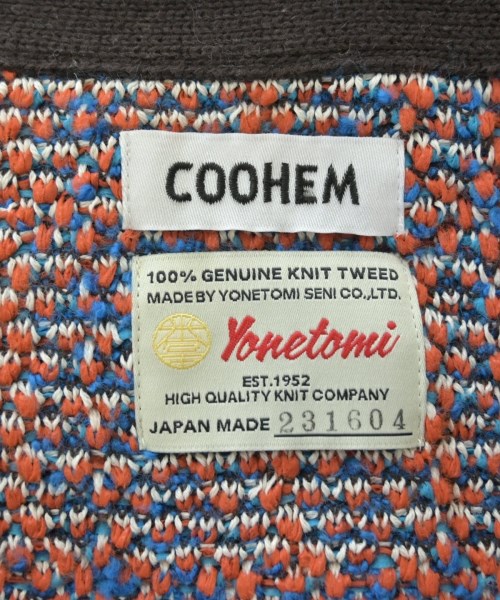 COOHEM
100% GENUINE KNIT TWEED
MADE BY YONETOMI SENI CO.,LTD.
Yonetomi
EST.1952
HIGH QUALITY KNIT COMPANY
JAPAN MADE 231604